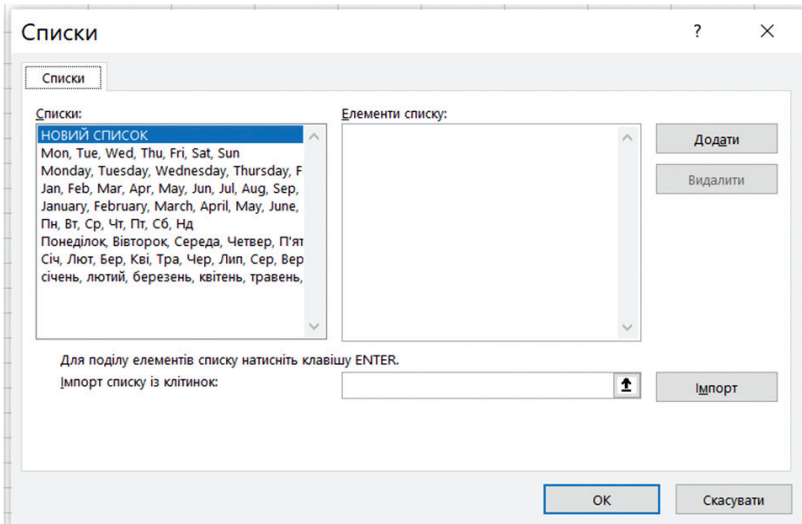 Списки
?
Списки
Списки:
НОВИЙ СПИСОК
Mon, Tue, Wed, Thu, Fri, Sat, Sun
Monday, Tuesday, Wednesday, Thursday, F
Jan, Feb, Mar, Apr, May, Jun, Jul, Aug, Sep,
January, February, March, April, May, June,
Пн, Вт, Ср, Чт, Пт, Сб, Нд
Понеділок, Вівторок, Середа, Четвер, П'ят
Січ, Лют, Бер, Кві, Тра, Чер, Лип, Сер, Вер
січень, лютий, березень, квітень, травень,
Елементи списку:
Додати
Видалити
Для поділу елементів списку натисніть клавішу ENTER.
Імпорт списку із клітинок:
Імпорт
OK
Скасувати